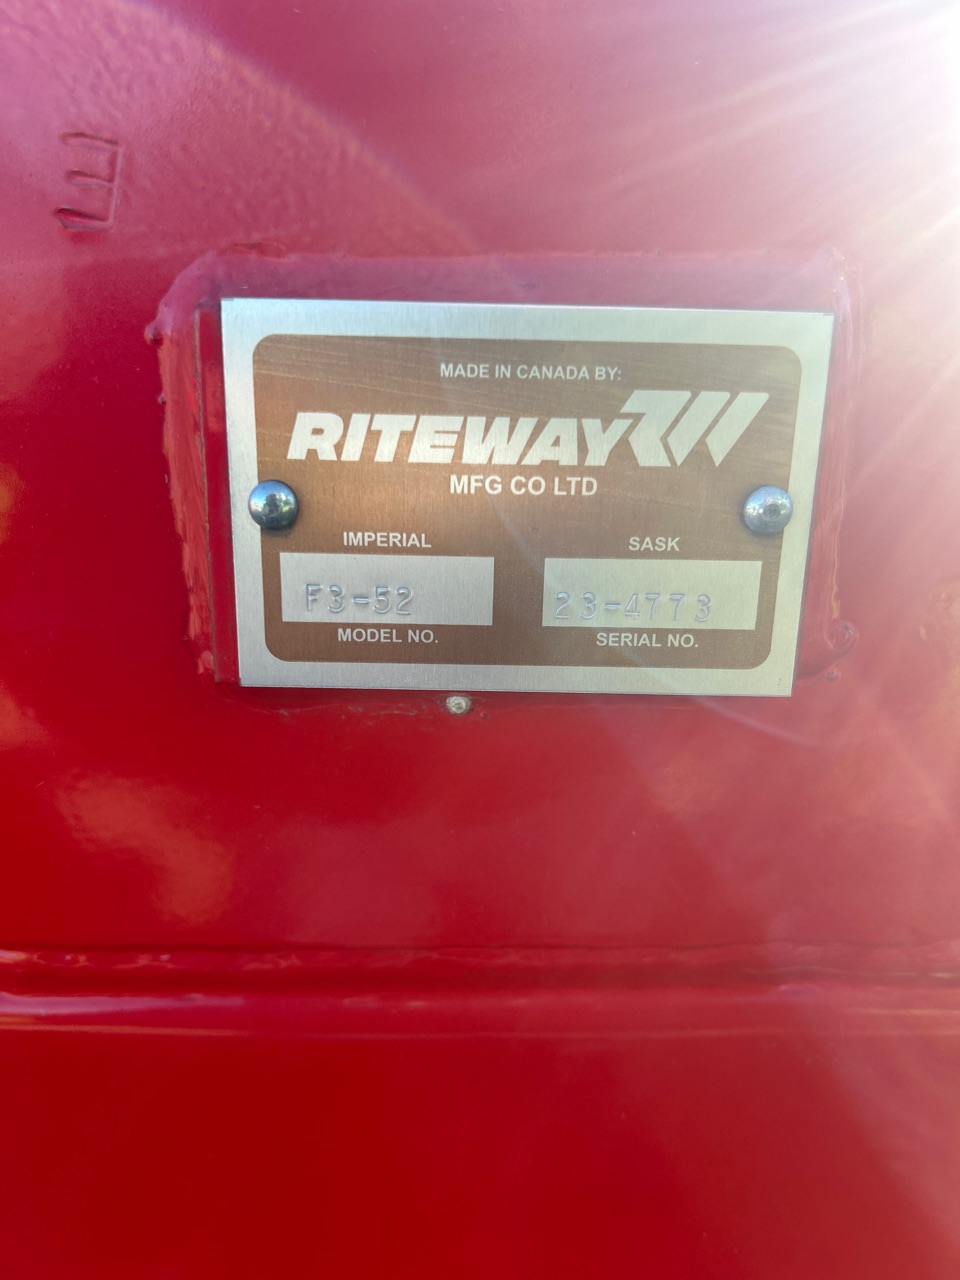 MADE IN CANADA BY:
RITEWAY
MFG CO LTD
IMPERIAL SASK
F3-52 23-4773
MODEL NO. SERIAL NO.